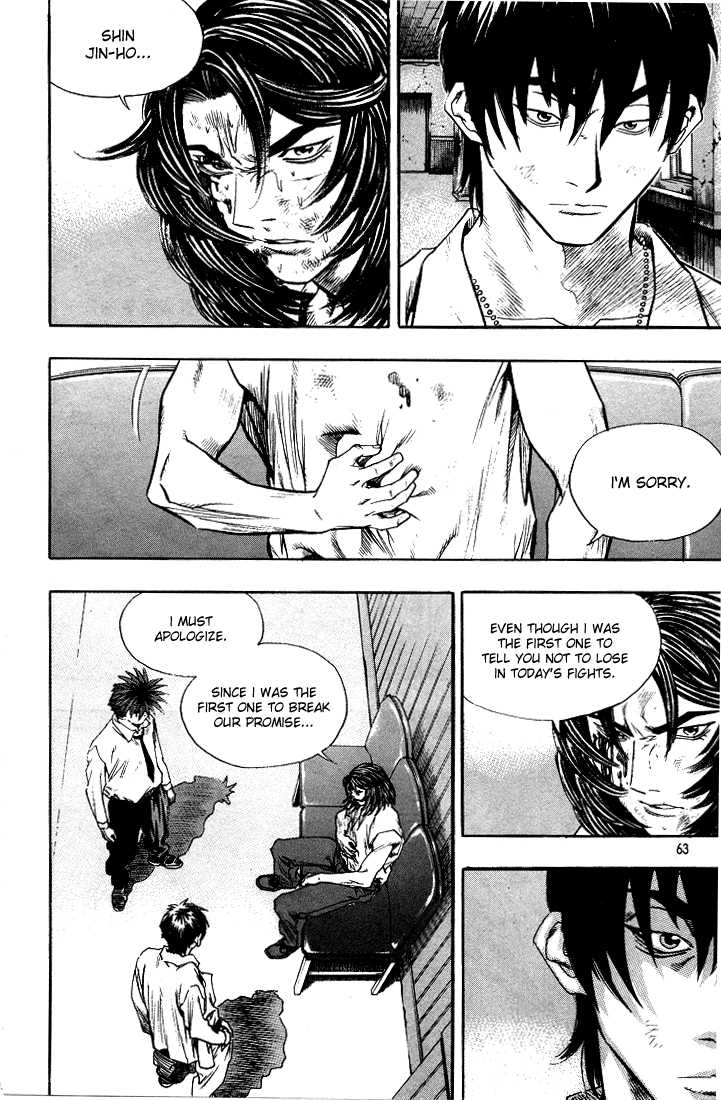 SHIN
JIN-HO...
I'M SORRY.
I MUST
APOLOGIZE.
SINCE I WAS THE
FIRST ONE TO BREAK
OUR PROMISE...
EVEN THOUGH I WAS
THE FIRST ONE TO
TELL YOU NOT TO LOSE
IN TODAY'S FIGHTS.
63